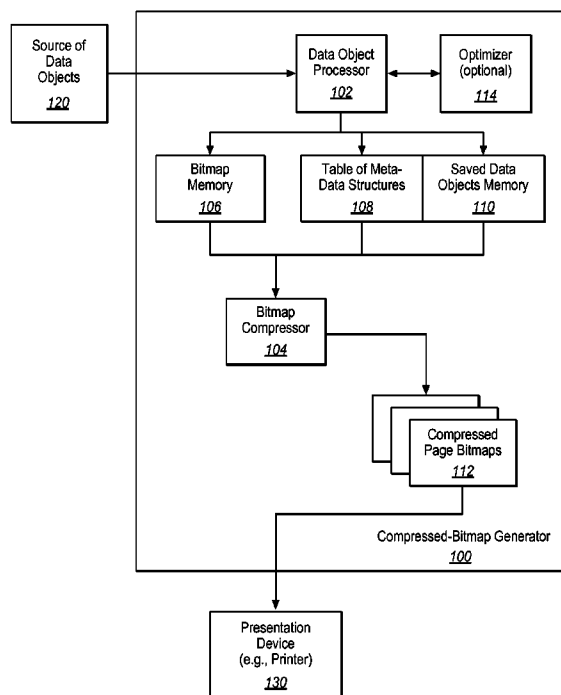 Source of
Data
Objects
120
Data Object
Processor
102
Optimizer
(optional)
114
Bitmap
Memory
106
Table of Meta-
Data Structures
108
Saved Data
Objects Memory
110
Bitmap
Compressor
104
Compressed
Page Bitmaps
112
Compressed-Bitmap Generator
100
Presentation
Device
(e.g., Printer)
130